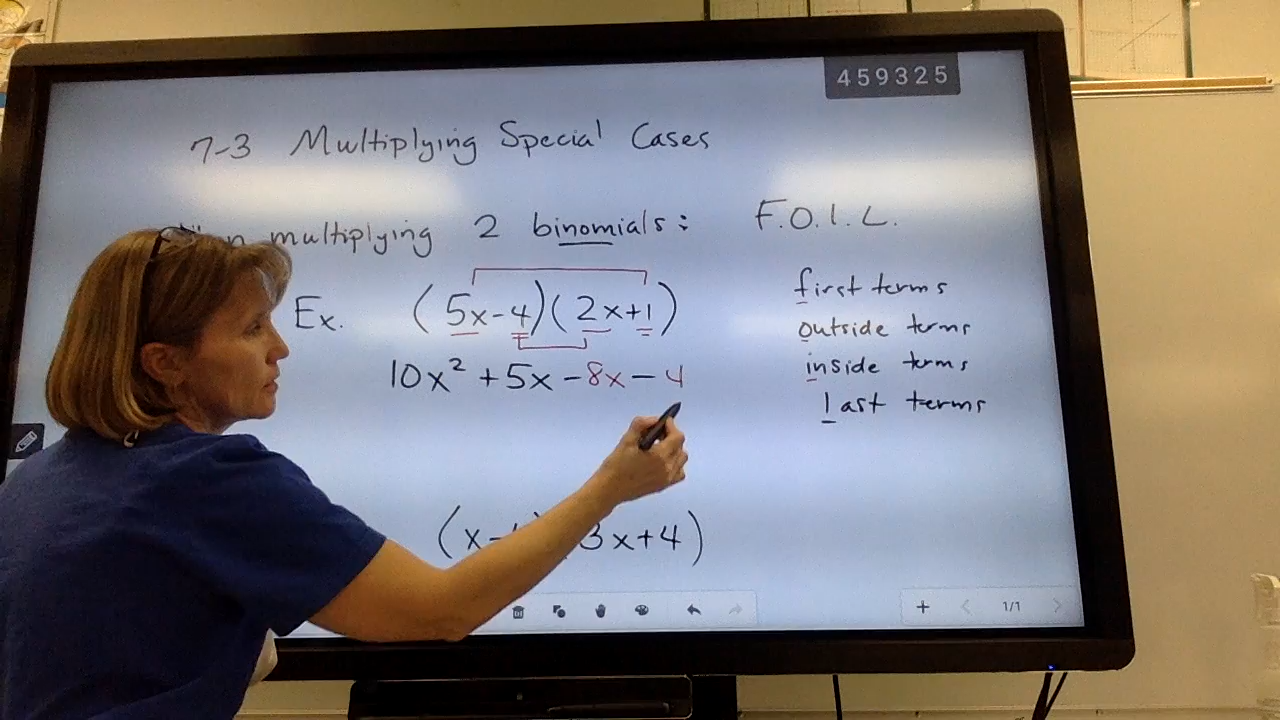 459325
7-3 Multiplying Special Cases
multiplying 2 binomials:
F.O.I.L.
Ex. (5x-4)(2x+1)
10x² + 5x - 8x - 4
first terms
outside terms
inside terms
last terms
(x- 3x+4)
1/1